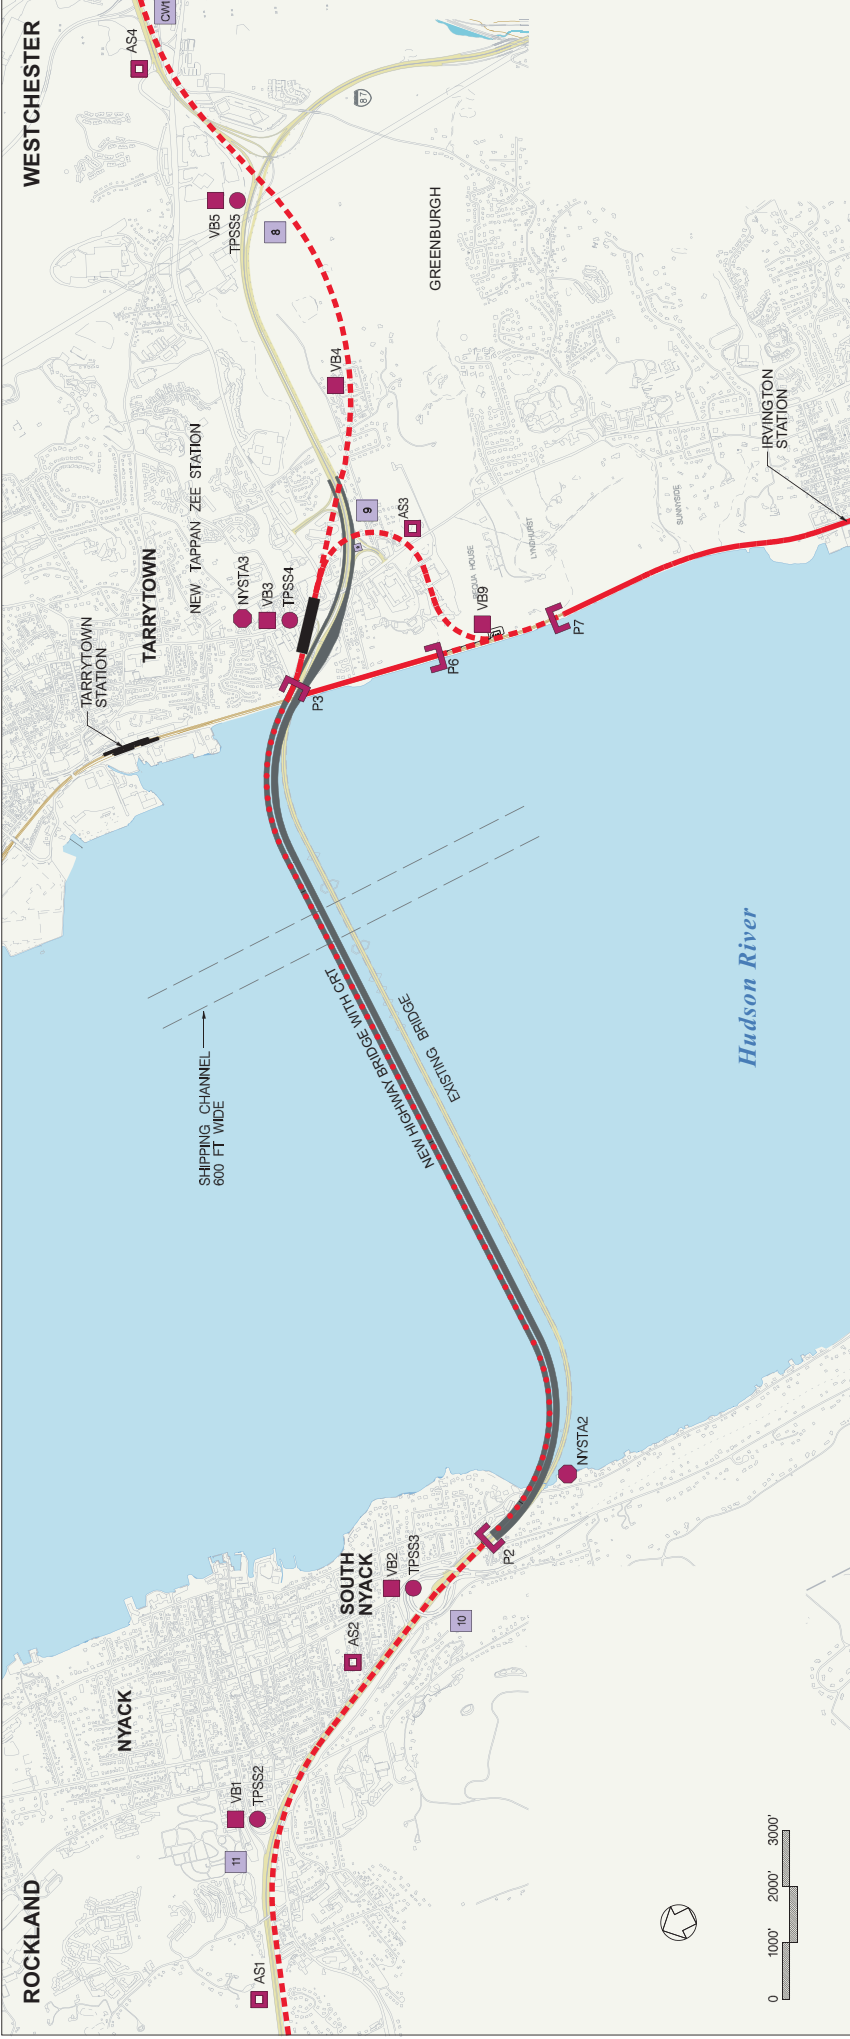 ROCKLAND
WESTCHESTER
NYACK
SOUTH
NYACK
TARRYTOWN
TARRYTOWN
STATION
NEW TAPPAN ZEE STATION
GREENBURGH
AS1
11
VB1
TPSS2
AS2
VB2
TPSS3
10
P2
NYSTA2
SHIPPING CHANNEL
600 FT WIDE
NEW HIGHWAY BRIDGE WITH CRT
EXISTING BRIDGE
Hudson River
P3
NYSTA3
VB3
TPSS4
P6
P7
VB9
AS3
9
VB4
8
VB5
TPSS5
AS4
87
LYNDHURST
SUNNYSIDE
IRVINGTON
STATION
0 1000' 2000' 3000'